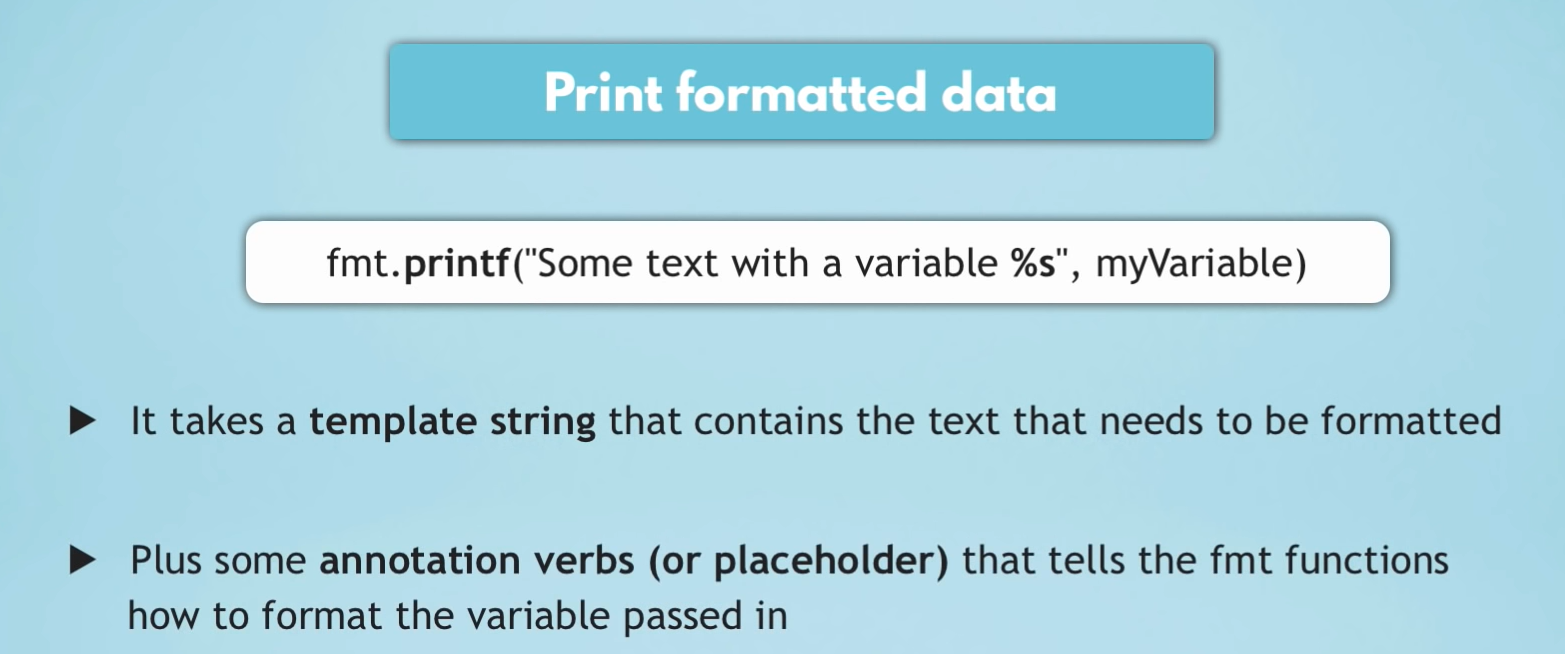 Print formatted data
fmt.printf("Some text with a variable %s", myVariable)
▶ It takes a template string that contains the text that needs to be formatted
▶ Plus some annotation verbs (or placeholder) that tells the fmt functions
how to format the variable passed in